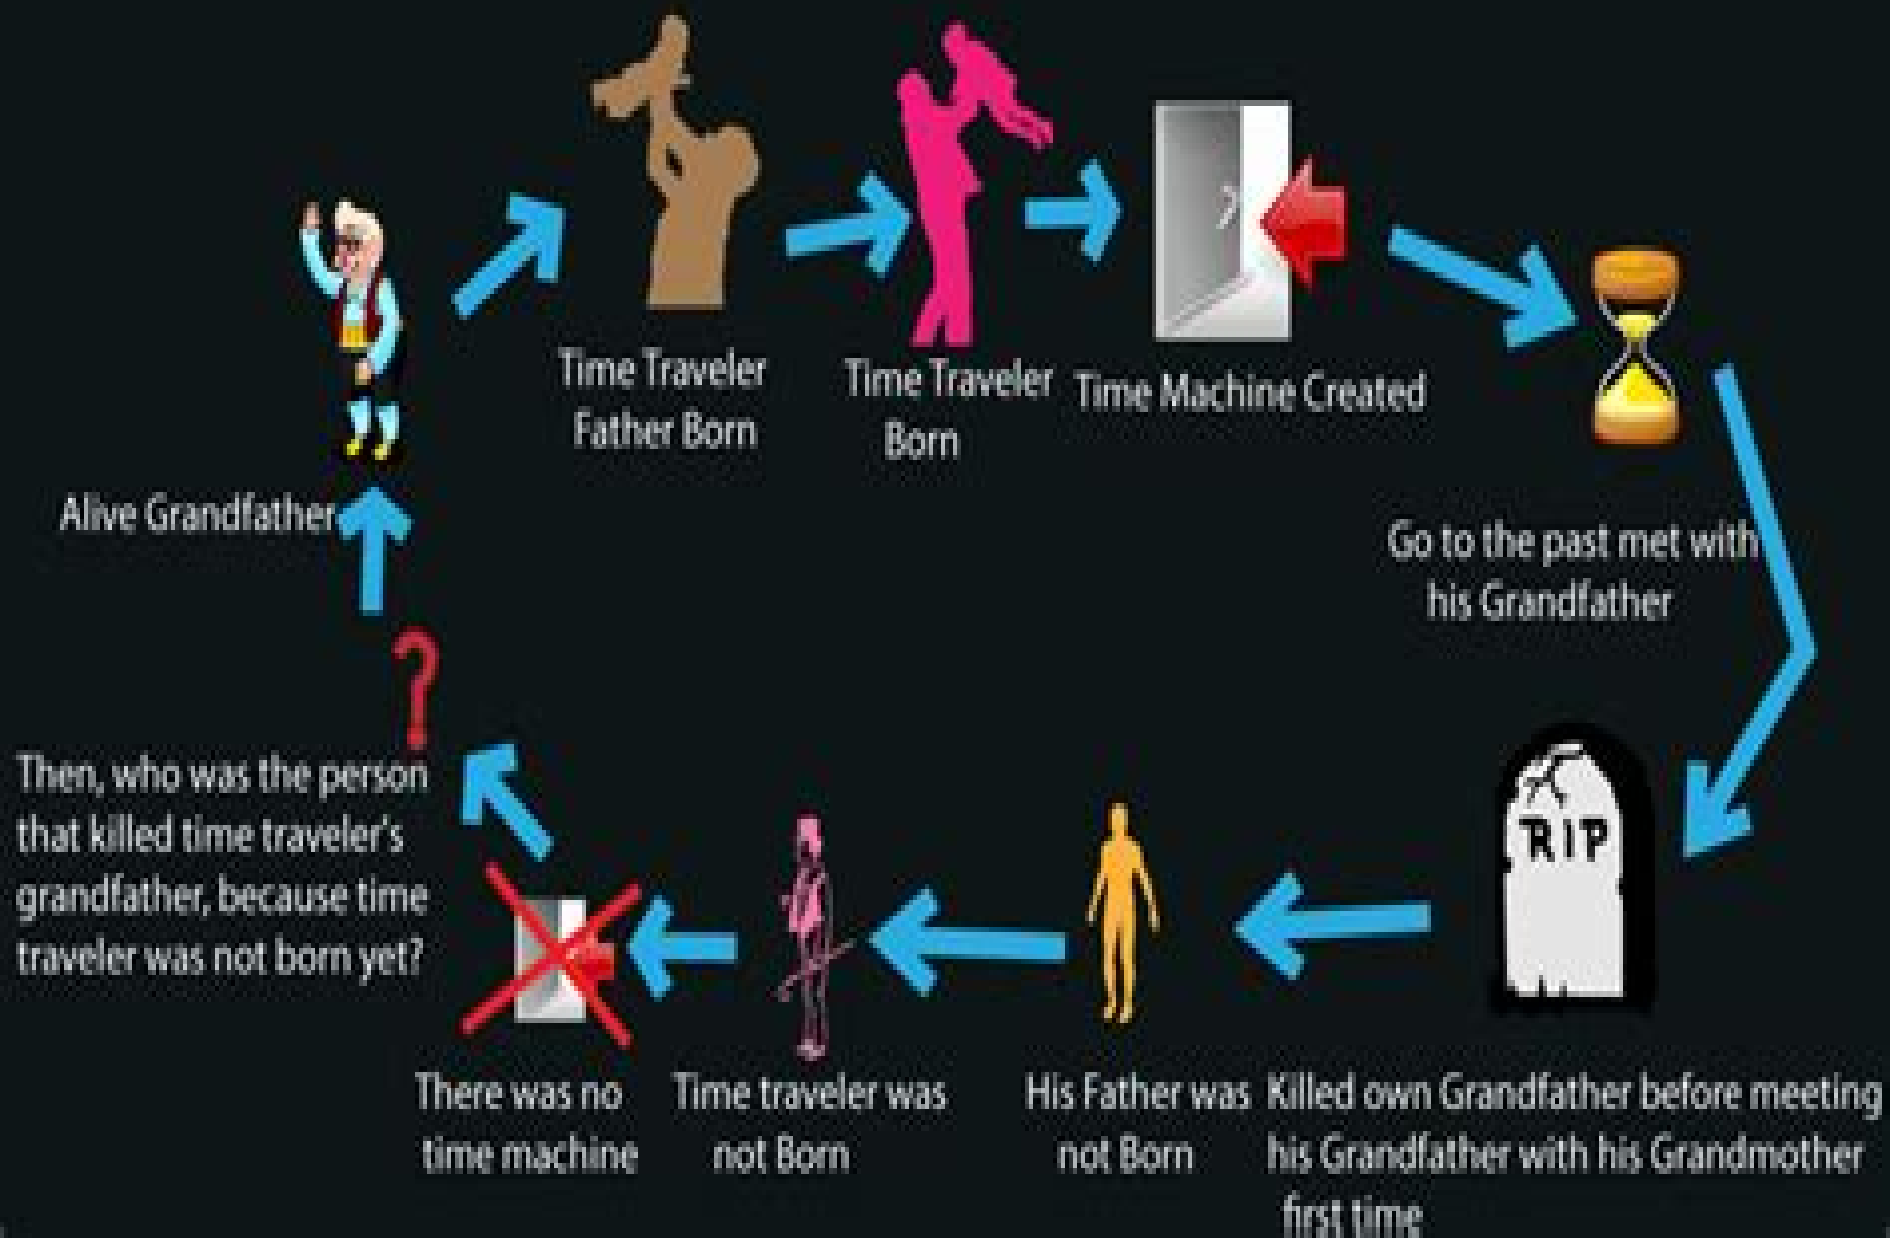 Alive Grandfather
Time Traveler
Father Born
Time Traveler
Born
Time Machine Created
Go to the past met with
his Grandfather
RIP
Killed own Grandfather before meeting
his Grandfather with his Grandmother
first time
His Father was
not Born
Time traveler was
not Born
There was no
time machine
?
Then, who was the person
that killed time traveler's
grandfather, because time
traveler was not born yet?